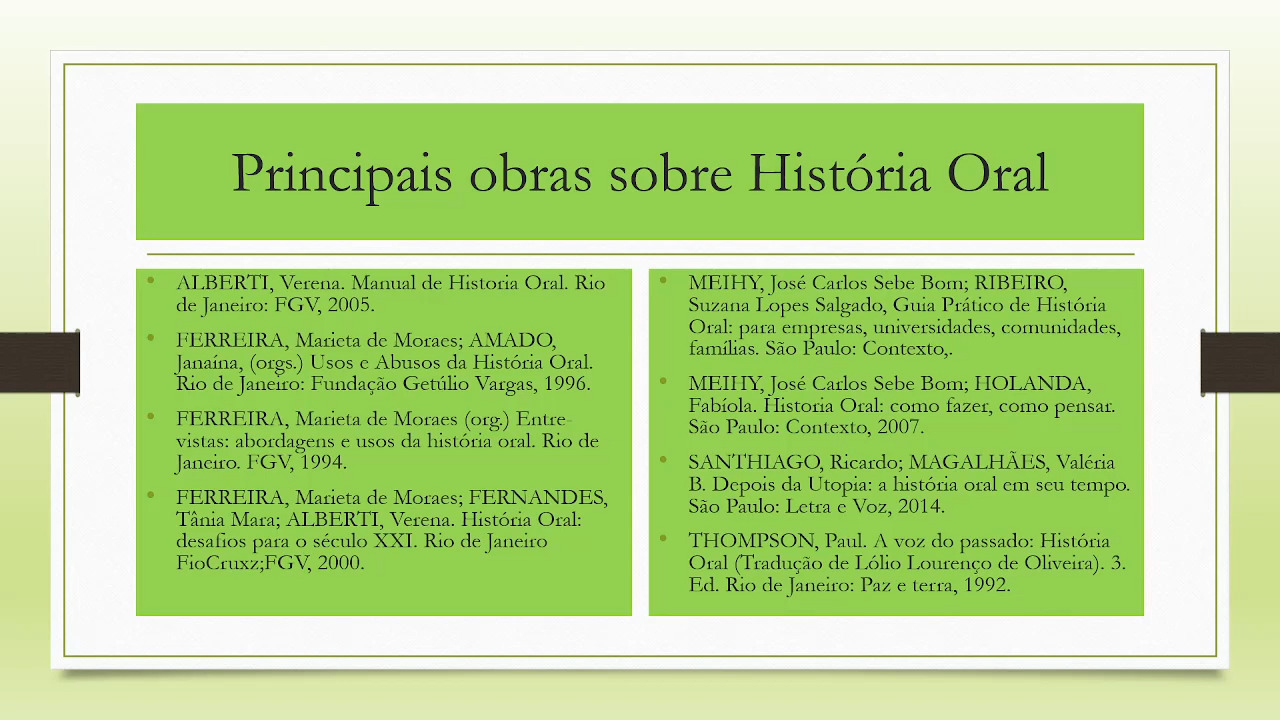 Principais obras sobre História Oral
• ALBERTI, Verena. Manual de Historia Oral. Rio
de Janeiro: FGV, 2005.
• FERREIRA, Marieta de Moraes; AMADO,
Janaína, (orgs.) Usos e Abusos da História Oral.
Rio de Janeiro: Fundação Getúlio Vargas, 1996.
• FERREIRA, Marieta de Moraes (org.) Entre-
vistas: abordagens e usos da história oral. Rio de
Janeiro. FGV, 1994.
• FERREIRA, Marieta de Moraes; FERNANDES,
Tânia Mara; ALBERTI, Verena. História Oral:
desafios para o século XXI. Rio de Janeiro
FioCruxz;FGV, 2000.
• MEIHY, José Carlos Sebe Bom; RIBEIRO,
Suzana Lopes Salgado, Guia Prático de História
Oral: para empresas, universidades, comunidades,
famílias. São Paulo: Contexto,.
• MEIHY, José Carlos Sebe Bom; HOLANDA,
Fabíola. Historia Oral: como fazer, como pensar.
São Paulo: Contexto, 2007.
• SANTHIAGO, Ricardo; MAGALHÃES, Valéria
B. Depois da Utopia: a história oral em seu tempo.
São Paulo: Letra e Voz, 2014.
• THOMPSON, Paul. A voz do passado: História
Oral (Tradução de Lólio Lourenço de Oliveira). 3.
Ed. Rio de Janeiro: Paz e terra, 1992.